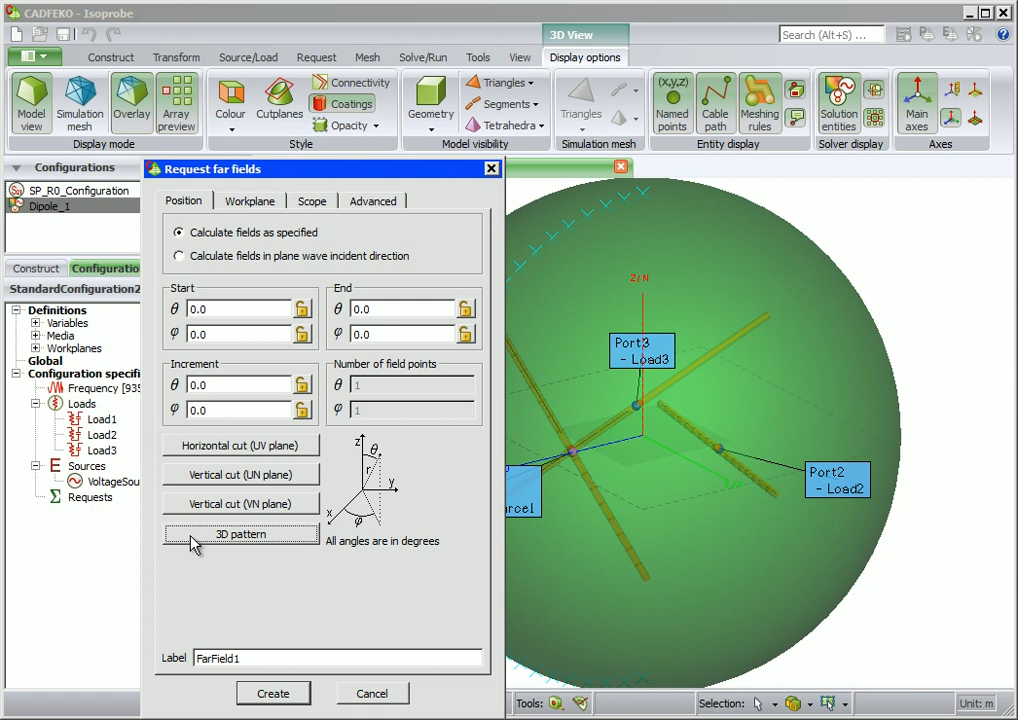 CADFEKO - Isoprobe
3D View
Search (Alt+S) ...
Construct Transform Source/Load Request Mesh Solve/Run Tools View Display options
Model view
Simulation mesh
Overlay
Array preview
Display mode
Colour
Cutplanes
Connectivity
Coatings
Opacity
Style
Geometry
Triangles
Segments
Tetrahedra
Model visibility
Triangles
Simulation mesh
Named points
Cable path
Meshing rules
Entity display
Solution entities
Solver display
Main axes
Axes
Configurations
SP_R0_Configuration
Dipole_1
Construct
StandardConfiguration2
Definitions
Variables
Media
Workplanes
Global
Loads
Load1
Load2
Load3
Sources
Requests
Request far fields
Position Workplane Scope Advanced
Calculate fields as specified
Calculate fields in plane wave incident direction
Start
θ 0.0
φ 0.0
End
θ 0.0
φ 0.0
Increment
θ 0.0
φ 0.0
Number of field points
θ 1
φ 1
Horizontal cut (UV plane)
Vertical cut (UN plane)
Vertical cut (VN plane)
3D pattern
z
θ
r
y
x
φ
All angles are in degrees
Label FarField1
Create Cancel
Port3
- Load3
Port2
- Load2
Tools:
Selection:
Unit: m